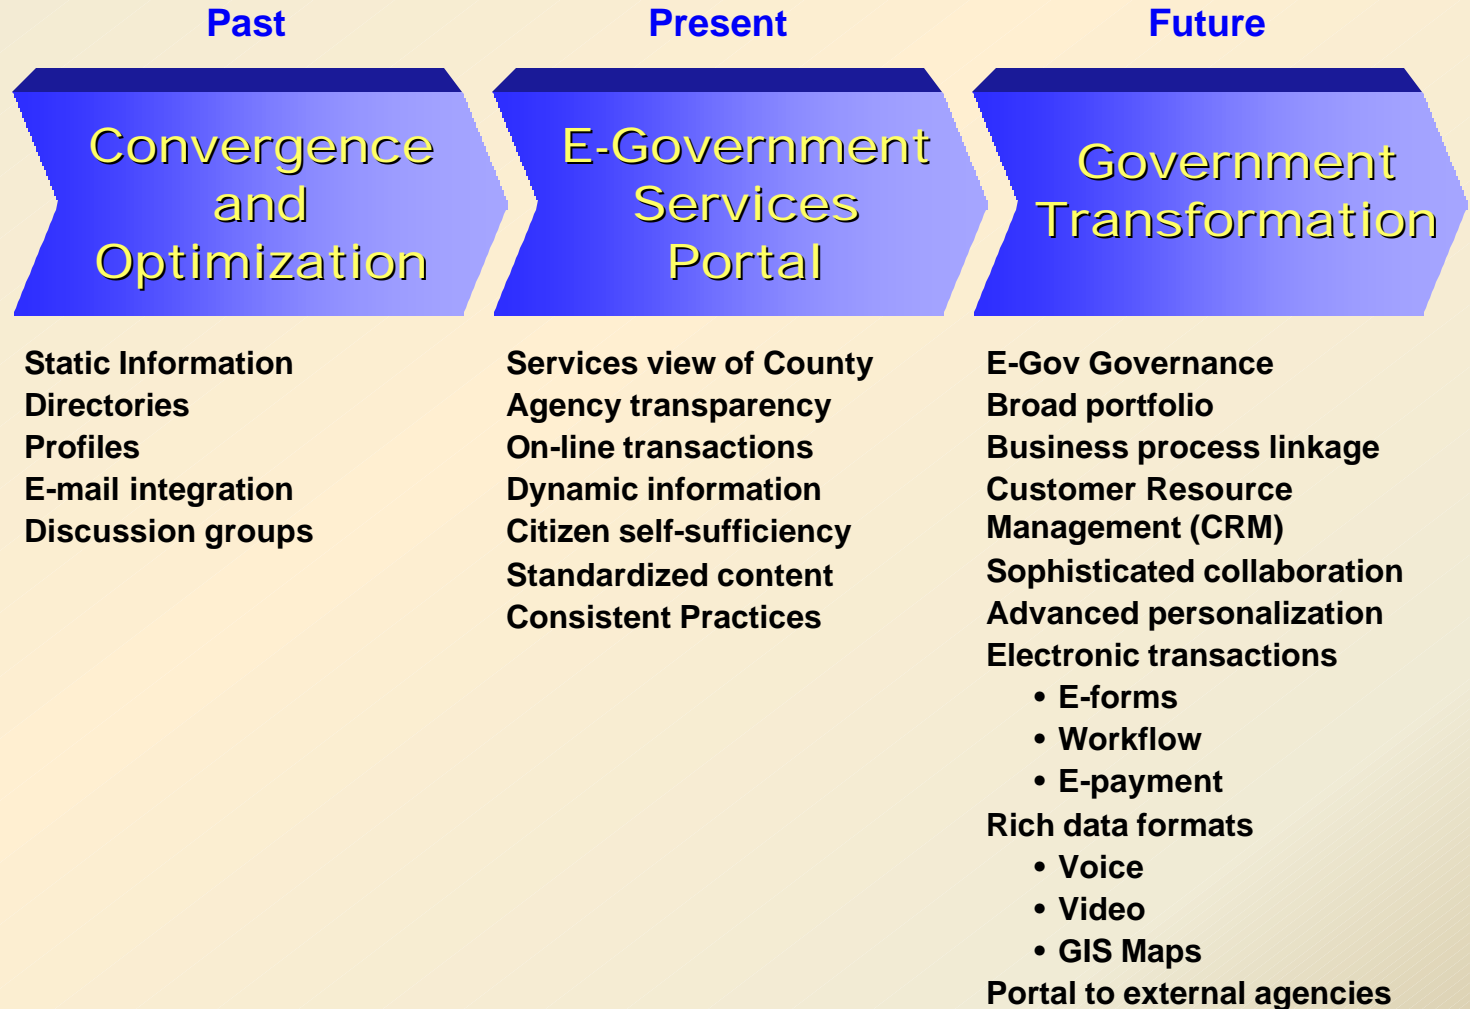 Past
Convergence
and
Optimization
Static Information
Directories
Profiles
E-mail integration
Discussion groups
Present
E-Government
Services
Portal
Services view of County
Agency transparency
On-line transactions
Dynamic information
Citizen self-sufficiency
Standardized content
Consistent Practices
Future
Government
Transformation
E-Gov Governance
Broad portfolio
Business process linkage
Customer Resource
Management (CRM)
Sophisticated collaboration
Advanced personalization
Electronic transactions
• E-forms
• Workflow
• E-payment
Rich data formats
• Voice
• Video
• GIS Maps
Portal to external agencies